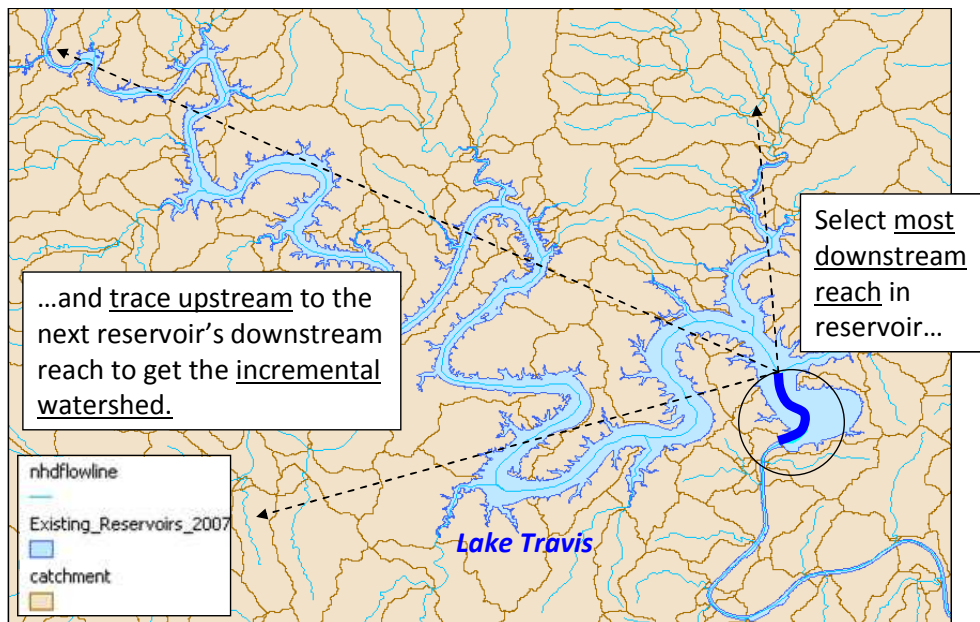 Select most
downstream
reach in
reservoir…
…and trace upstream to the
next reservoir’s downstream
reach to get the incremental
watershed.
nhdflowline
Existing_Reservoirs_2007
catchment
Lake Travis